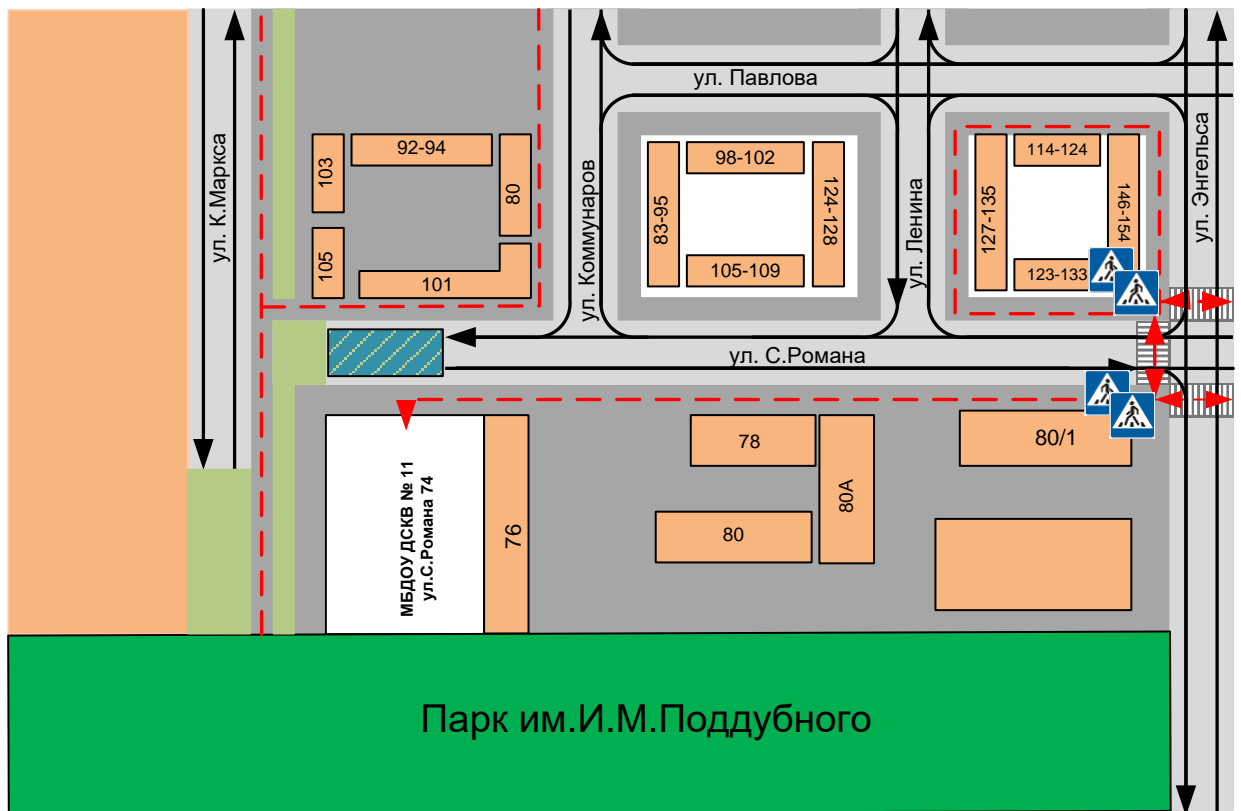 ул. Павлова
ул. К.Маркса
ул. Коммунаров
ул. Ленина
ул. Энгельса
103
92-94
80
83-95
98-102
124-128
127-135
114-124
146-154
105
101
105-109
123-133
ул. С.Романа
МБДОУ ДСКВ № 11
ул.С.Романа 74
76
78
80А
80/1
80
Парк им.И.М.Поддубного